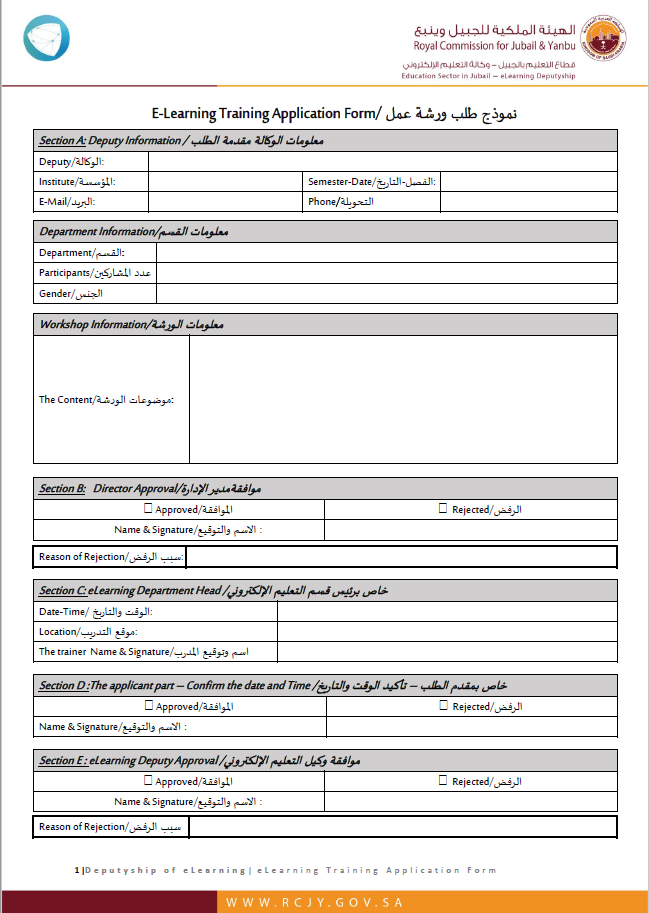 الهيئة الملكية للجبيل وينبع
Royal Commission for Jubail & Yanbu
قطاع التعليم بالجبيل – وكالة التعليم الإلكتروني
Education Sector in Jubail – eLearning Deputyship
E-Learning Training Application Form/ نموذج طلب ورشة عمل
Section A: Deputy Information / معلومات الوكالة مقدمة الطلب
Deputy/الوكالة:
Institute/المؤسسة: Semester-Date/الفصل-التاريخ:
E-Mail/البريد: Phone/التحويلة
Department Information/معلومات القسم
Department/القسم:
Participants/عدد المشاركين
Gender/الجنس
Workshop Information/معلومات الورشة
The Content/موضوعات الورشة:
Section B: Director Approval/موافقة مدير الإدارة
☐ Approved/الموافقة ☐ Rejected/الرفض
Name & Signature/الاسم والتوقيع :
Reason of Rejection/سبب الرفض:
Section C: eLearning Department Head/ خاص برئيس قسم التعليم الإلكتروني
Date-Time/ الوقت والتاريخ:
Location/موقع التدريب:
The trainer Name & Signature/اسم وتوقيع المدرب
Section D :The applicant part – Confirm the date and Time/خاص بمقدم الطلب – تأكيد الوقت والتاريخ
☐ Approved/الموافقة ☐ Rejected/الرفض
Name & Signature/الاسم والتوقيع :
Section E : eLearning Deputy Approval/موافقة وكيل التعليم الإلكتروني
☐ Approved/الموافقة ☐ Rejected/الرفض
Name & Signature/الاسم والتوقيع :
Reason of Rejection/سبب الرفض
1|Deputyship of eLearning| eLearning Training Application Form
WWW.RCJY.GOV.SA